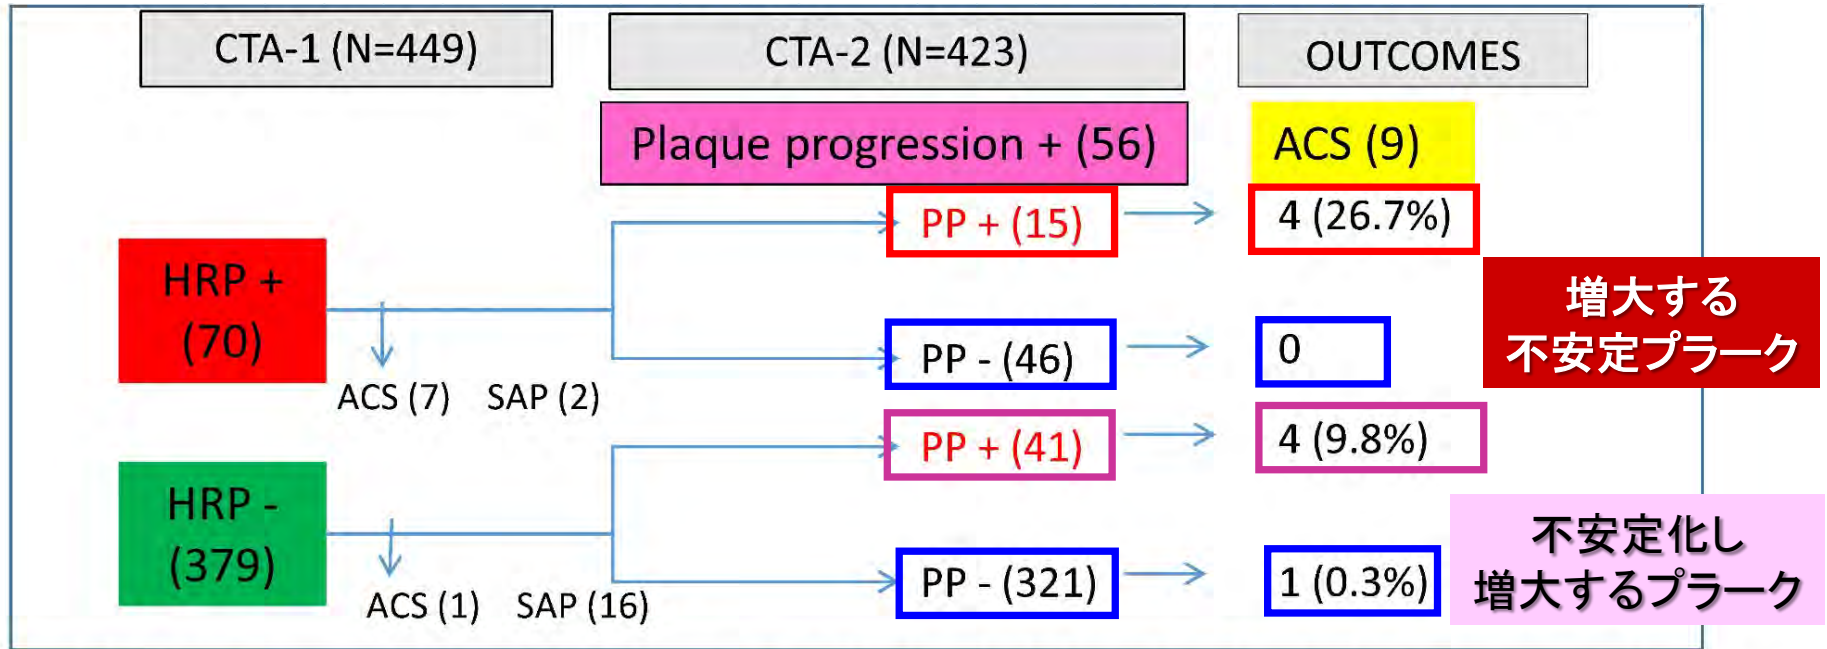 CTA-1 (N=449)
CTA-2 (N=423)
OUTCOMES
Plaque progression + (56)
ACS (9)
HRP +
(70)
ACS (7) SAP (2)
PP + (15)
4 (26.7%)
PP - (46)
0
増大する
不安定プラーク
HRP -
(379)
ACS (1) SAP (16)
PP + (41)
4 (9.8%)
PP - (321)
1 (0.3%)
不安定化し
増大するプラーク